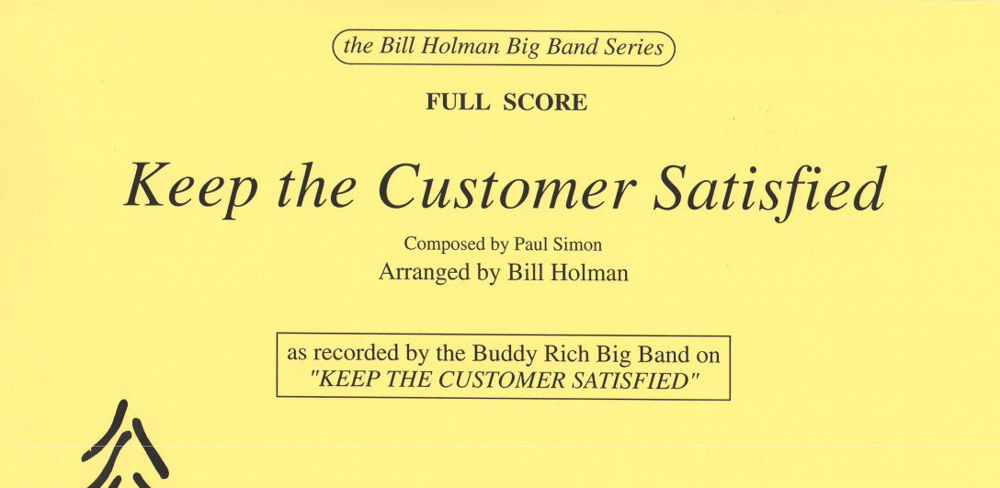 the Bill Holman Big Band Series
FULL SCORE
Keep the Customer Satisfied
Composed by Paul Simon
Arranged by Bill Holman
as recorded by the Buddy Rich Big Band on
"KEEP THE CUSTOMER SATISFIED"